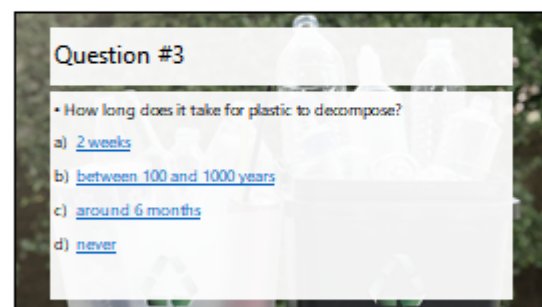 Question #3
▪ How long does it take for plastic to decompose?
a) 2 weeks
b) between 100 and 1000 years
c) around 6 months
d) never